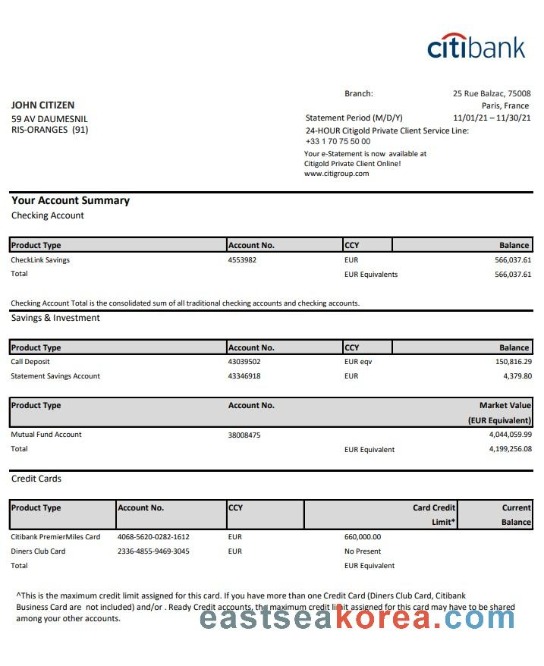 citibank
Branch: 25 Rue Balzac, 75008
Paris, France
JOHN CITIZEN
59 AV DAUMESNIL
RIS-ORANGES (91)
Statement Period (M/D/Y) 11/01/21 – 11/30/21
24-HOUR Citigold Private Client Service Line:
+33 1 70 75 50 00
Your e-Statement is now available at
Citigold Private Client Online!
www.citigroup.com
Your Account Summary
Checking Account
Product Type Account No. CCY Balance
CheckLink Savings 4553982 EUR 566,037.61
Total EUR Equivalents 566,037.61
Checking Account Total is the consolidated sum of all traditional checking accounts and checking accounts.
Savings & Investment
Product Type Account No. CCY Balance
Call Deposit 43039502 EUR eqv 150,816.29
Statement Savings Account 43346918 EUR 4,379.80
Product Type Account No. Market Value
(EUR Equivalent)
Mutual Fund Account 38008475 4,044,059.99
Total EUR Equivalent 4,199,256.08
Credit Cards
Product Type Account No. CCY Card Credit Current
Limit* Balance
Citibank PremierMiles Card 4068-5620-0282-1612 EUR 660,000.00
Diners Club Card 2336-4855-9469-3045 EUR No Present
Total EUR Equivalent
^This is the maximum credit limit assigned for this card. If you have more than one Credit Card (Diners Club Card, Citibank
Business Card are not included) and/or . Ready Credit accounts, the maximum credit limit assigned for this card may have to be shared
among your other accounts.
eastseakorea.com